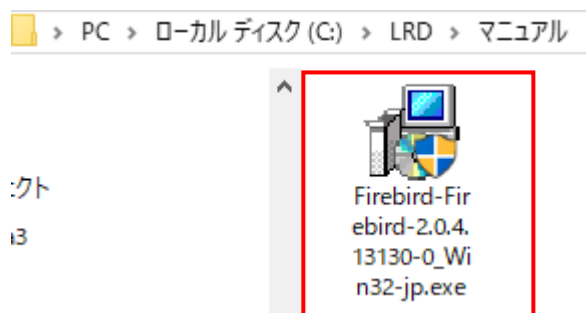 PC > ローカル ディスク (C:) > LRD > マニュアル
Firebird-Fir
ェクト
ebird-2.0.4.
13130-0_Wi
n32-jp.exe